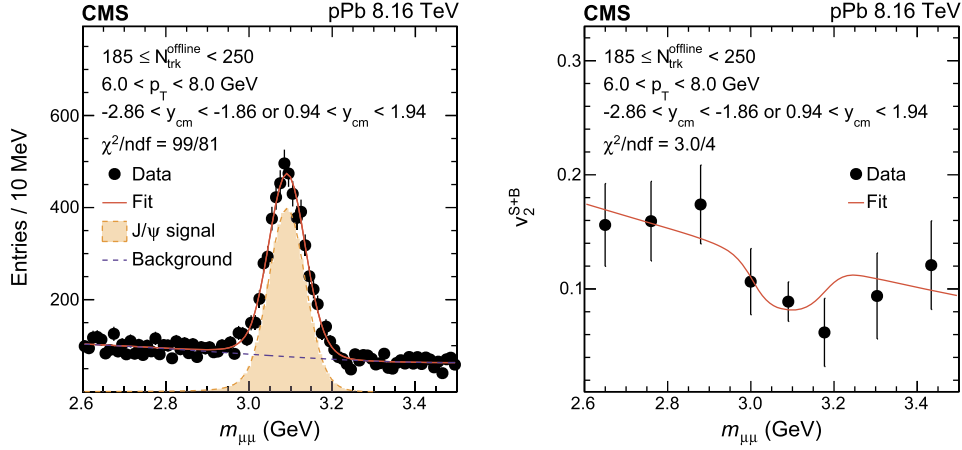 CMS pPb 8.16 TeV
185 ≤ N_trk^offline < 250
6.0 < p_T < 8.0 GeV
-2.86 < y_cm < -1.86 or 0.94 < y_cm < 1.94
χ²/ndf = 99/81
Data
Fit
J/ψ signal
Background
Entries / 10 MeV
600
400
200
2.6 2.8 3.0 3.2 3.4
m_μμ (GeV)
CMS pPb 8.16 TeV
185 ≤ N_trk^offline < 250
6.0 < p_T < 8.0 GeV
-2.86 < y_cm < -1.86 or 0.94 < y_cm < 1.94
χ²/ndf = 3.0/4
Data
Fit
v_2^S+B
0.3
0.2
0.1
2.6 2.8 3.0 3.2 3.4
m_μμ (GeV)